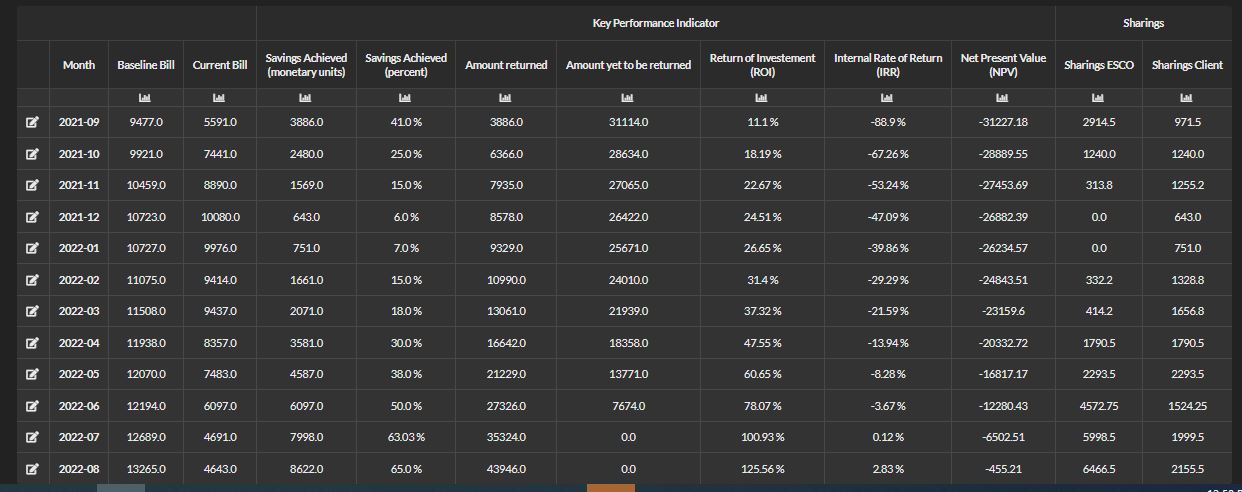 Key Performance Indicator Sharings
Month Baseline Bill Current Bill Savings Achieved (monetary units) Savings Achieved (percent) Amount returned Amount yet to be returned Return of Investement (ROI) Internal Rate of Return (IRR) Net Present Value (NPV) Sharings ESCO Sharings Client
2021-09 9477.0 5591.0 3886.0 41.0 % 3886.0 31114.0 11.1 % -88.9 % -31227.18 2914.5 971.5
2021-10 9921.0 7441.0 2480.0 25.0 % 6366.0 28634.0 18.19 % -67.26 % -28889.55 1240.0 1240.0
2021-11 10459.0 8890.0 1569.0 15.0 % 7935.0 27065.0 22.67 % -53.24 % -27453.69 313.8 1255.2
2021-12 10723.0 10080.0 643.0 6.0 % 8578.0 26422.0 24.51 % -47.09 % -26882.39 0.0 643.0
2022-01 10727.0 9976.0 751.0 7.0 % 9329.0 25671.0 26.65 % -39.86 % -26234.57 0.0 751.0
2022-02 11075.0 9414.0 1661.0 15.0 % 10990.0 24010.0 31.4 % -29.29 % -24843.51 332.2 1328.8
2022-03 11508.0 9437.0 2071.0 18.0 % 13061.0 21939.0 37.32 % -21.59 % -23159.6 414.2 1656.8
2022-04 11938.0 8357.0 3581.0 30.0 % 16642.0 18358.0 47.55 % -13.94 % -20332.72 1790.5 1790.5
2022-05 12070.0 7483.0 4587.0 38.0 % 21229.0 13771.0 60.65 % -8.28 % -16817.17 2293.5 2293.5
2022-06 12194.0 6097.0 6097.0 50.0 % 27326.0 7674.0 78.07 % -3.67 % -12280.43 4572.75 1524.25
2022-07 12689.0 4691.0 7998.0 63.03 % 35324.0 0.0 100.93 % 0.12 % -6502.51 5998.5 1999.5
2022-08 13265.0 4643.0 8622.0 65.0 % 43946.0 0.0 125.56 % 2.83 % -455.21 6466.5 2155.5